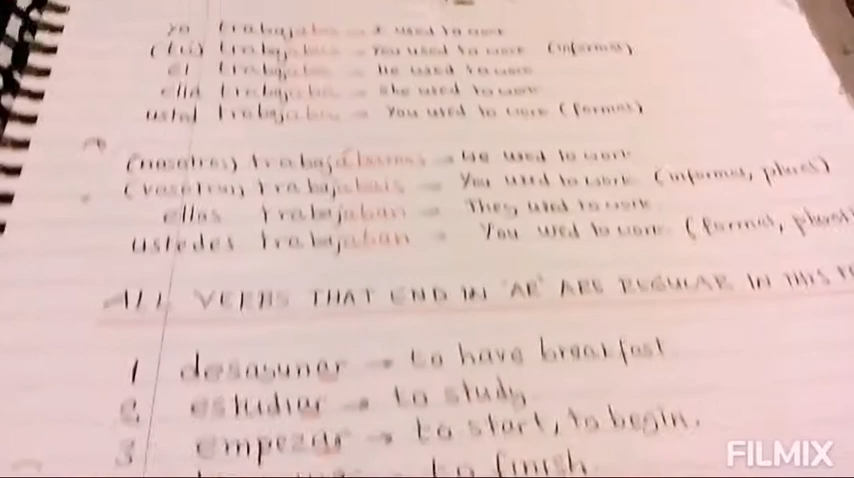 yo trabajaba → I used to work
(tú) trabajabas → You used to work (informal)
él trabajaba → He used to work
ella trabajaba → She used to work
usted trabajaba → You used to work (formal)
(nosotros) trabajábamos → We used to work
(vosotros) trabajabais → You used to work (informal, plural)
ellos trabajaban → They used to work
ustedes trabajaban → You used to work (formal, plural)
ALL VERBS THAT END IN 'AR' ARE REGULAR IN THIS
1 desayunar → to have breakfast
2 estudiar → to study
3 empezar → to start, to begin.
to finish.
FILMIX